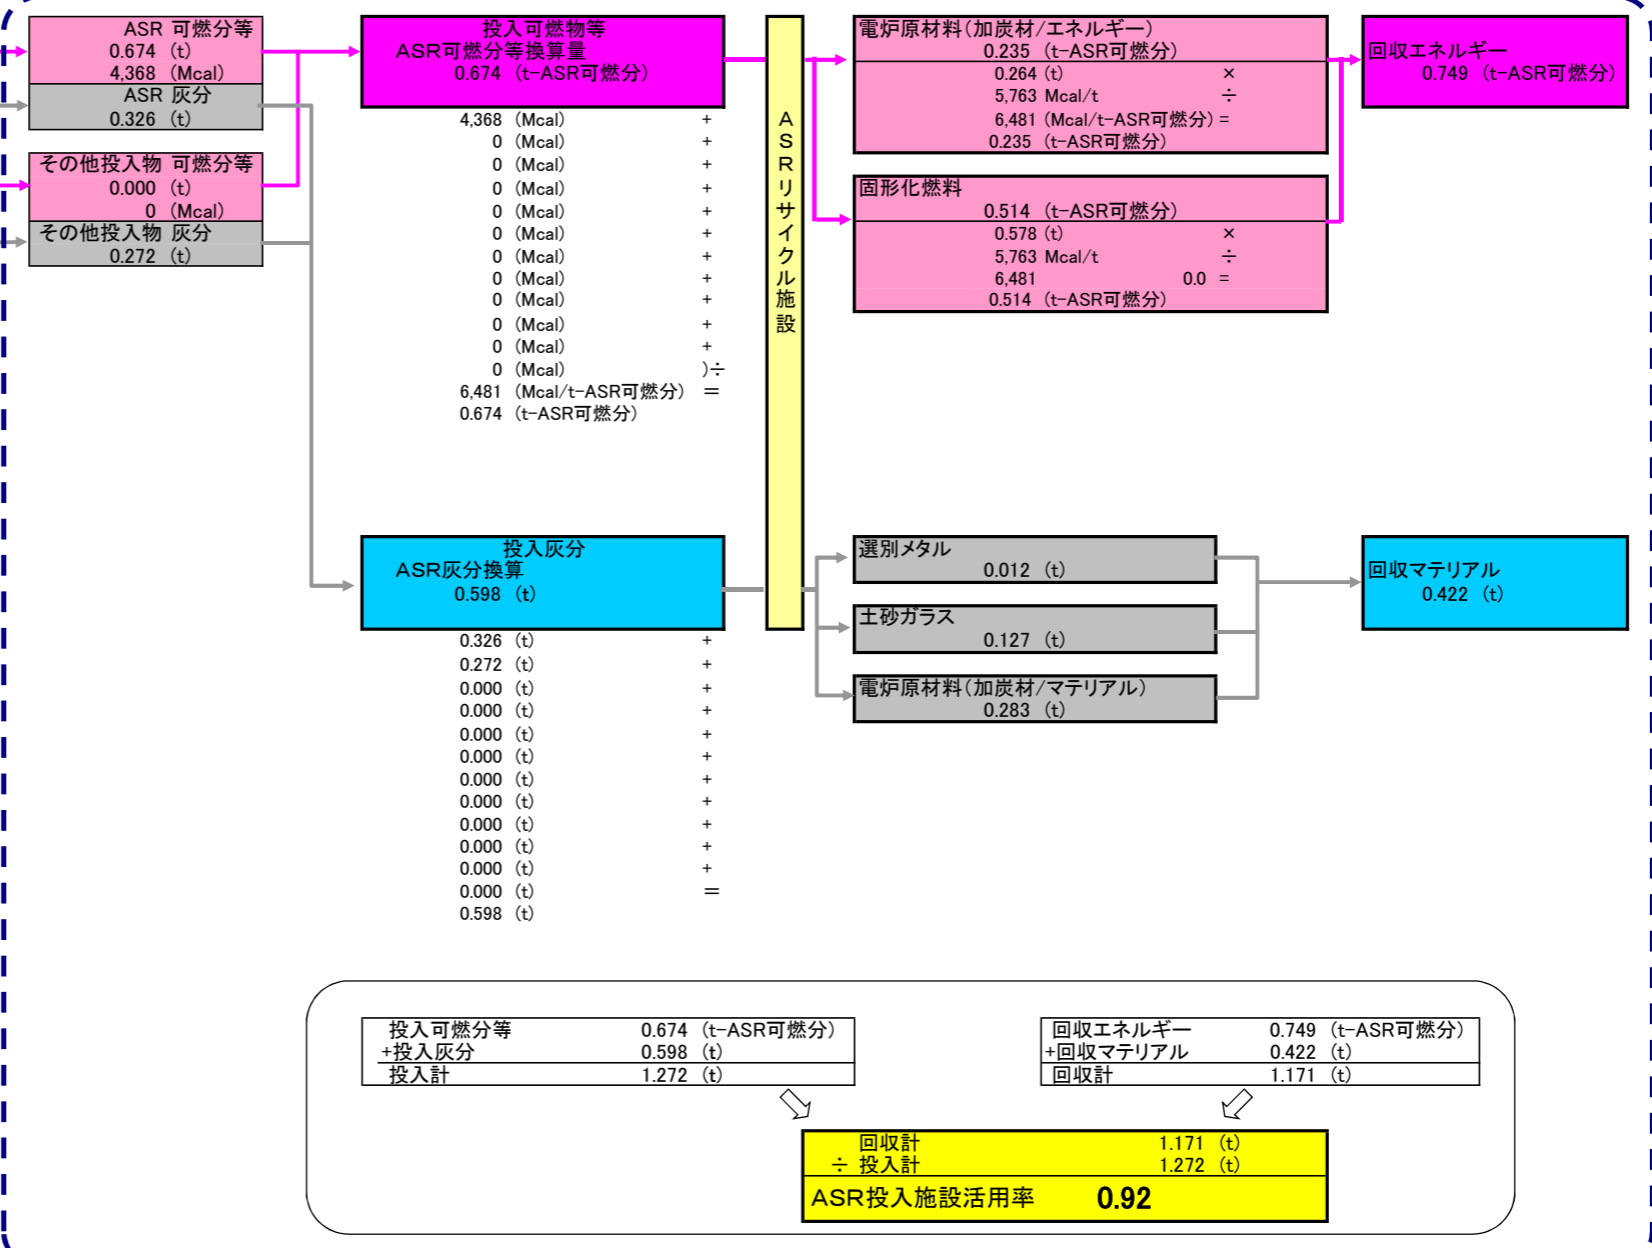 ASR 可燃分等
0.674 (t)
4,368 (Mcal)
ASR 灰分
0.326 (t)
その他投入物 可燃分等
0.000 (t)
0 (Mcal)
その他投入物 灰分
0.272 (t)
投入可燃物等
ASR可燃分等換算量
0.674 (t-ASR可燃分)
4,368 (Mcal) +
0 (Mcal) +
0 (Mcal) +
0 (Mcal) +
0 (Mcal) +
0 (Mcal) +
0 (Mcal) +
0 (Mcal) +
0 (Mcal) +
0 (Mcal) +
0 (Mcal) +
0 (Mcal) )÷
6,481 (Mcal/t-ASR可燃分) =
0.674 (t-ASR可燃分)
ASRリサイクル施設
電炉原材料(加炭材/エネルギー)
0.235 (t-ASR可燃分)
0.264 (t) ×
5,763 Mcal/t ÷
6,481 (Mcal/t-ASR可燃分) =
0.235 (t-ASR可燃分)
固形化燃料
0.514 (t-ASR可燃分)
0.578 (t) ×
5,763 Mcal/t ÷
6,481 0.0 =
0.514 (t-ASR可燃分)
回収エネルギー
0.749 (t-ASR可燃分)
投入灰分
ASR灰分換算
0.598 (t)
0.326 (t) +
0.272 (t) +
0.000 (t) +
0.000 (t) +
0.000 (t) +
0.000 (t) +
0.000 (t) +
0.000 (t) +
0.000 (t) +
0.000 (t) +
0.000 (t) +
0.000 (t) =
0.598 (t)
選別メタル
0.012 (t)
土砂ガラス
0.127 (t)
電炉原材料(加炭材/マテリアル)
0.283 (t)
回収マテリアル
0.422 (t)
投入可燃分等 0.674 (t-ASR可燃分)
+投入灰分 0.598 (t)
投入計 1.272 (t)
回収エネルギー 0.749 (t-ASR可燃分)
+回収マテリアル 0.422 (t)
回収計 1.171 (t)
回収計 1.171 (t)
÷ 投入計 1.272 (t)
ASR投入施設活用率 0.92